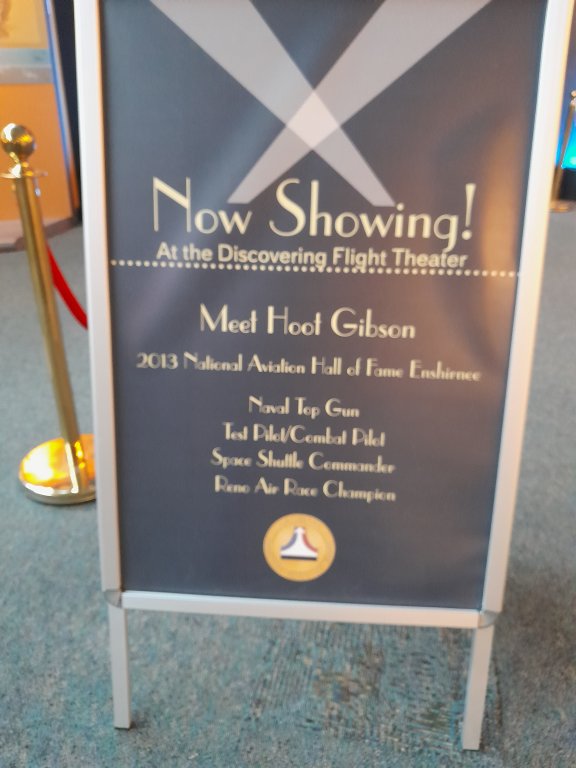 Now Showing!
At the Discovering Flight Theater
Meet Hoot Gibson
2013 National Aviation Hall of Fame Enshirnee
Naval Top Gun
Test Pilot/Combat Pilot
Space Shuttle Commander
Reno Air Race Champion